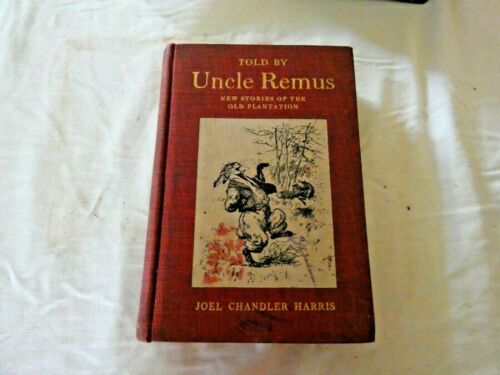 TOLD BY
Uncle Remus
NEW STORIES OF THE
OLD PLANTATION
JOEL CHANDLER HARRIS